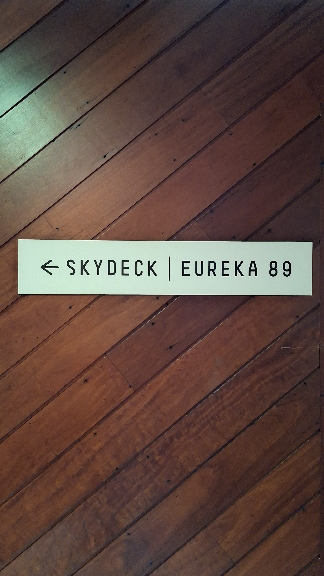 ← SKYDECK | EUREKA 89